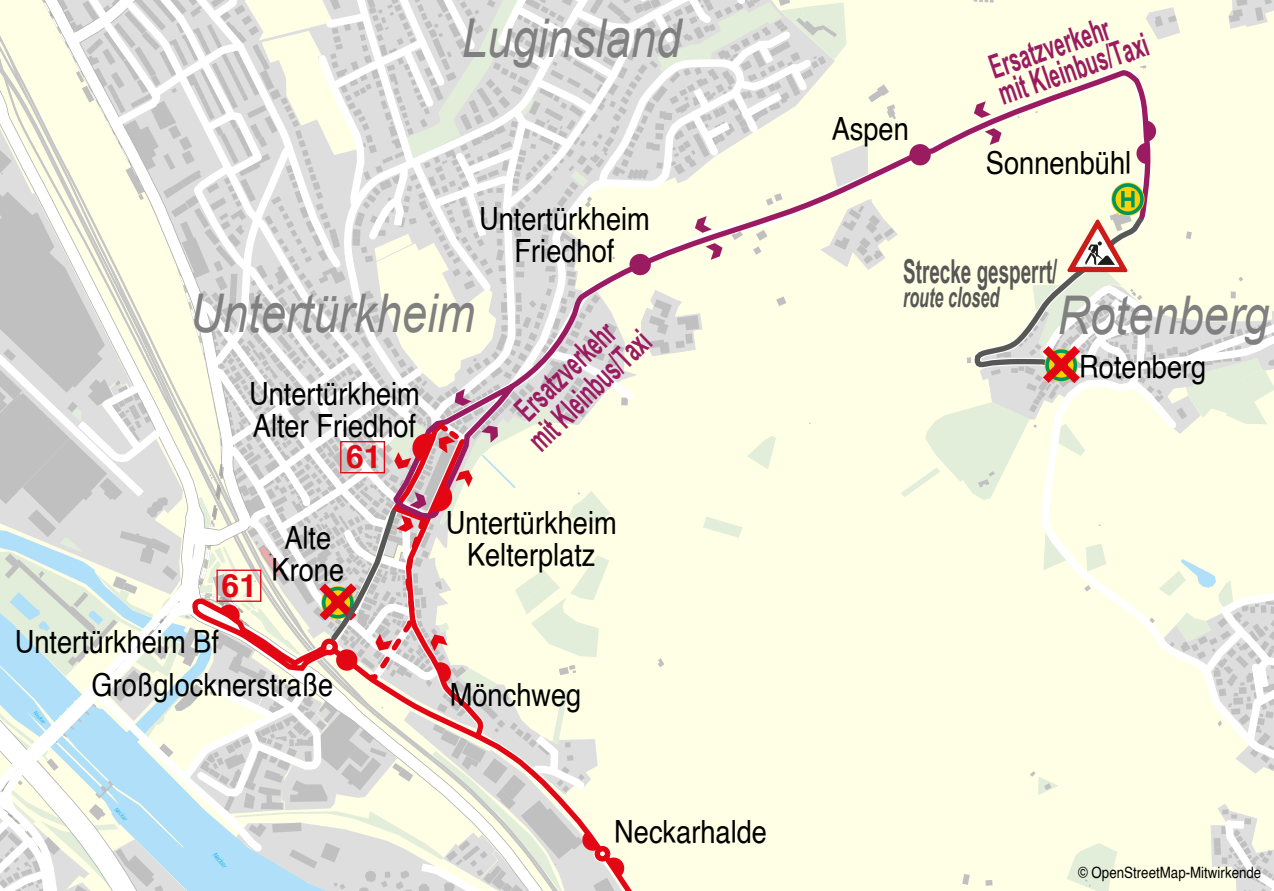 Luginsland
Ersatzverkehr
mit Kleinbus/Taxi
Aspen
Sonnenbühl
H
Untertürkheim
Friedhof
Strecke gesperrt/
route closed
Untertürkheim
Rotenberg
Rotenberg
Ersatzverkehr
mit Kleinbus/Taxi
Untertürkheim
Alter Friedhof
61
Untertürkheim
Kelterplatz
Alte
Krone
61
Untertürkheim Bf
Großglocknerstraße
Mönchweg
Neckarhalde
Neckar
© OpenStreetMap-Mitwirkende